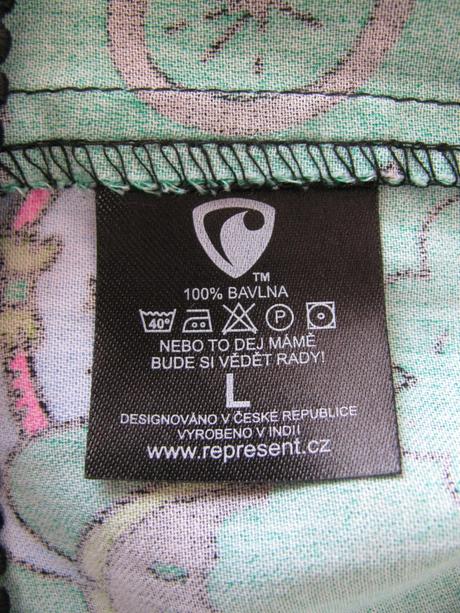 TM
100% BAVLNA
40° P
NEBO TO DEJ MÁMĚ
BUDE SI VĚDĚT RADY!
L
DESIGNOVÁNO V ČESKÉ REPUBLICE
VYROBENO V INDII
www.represent.cz